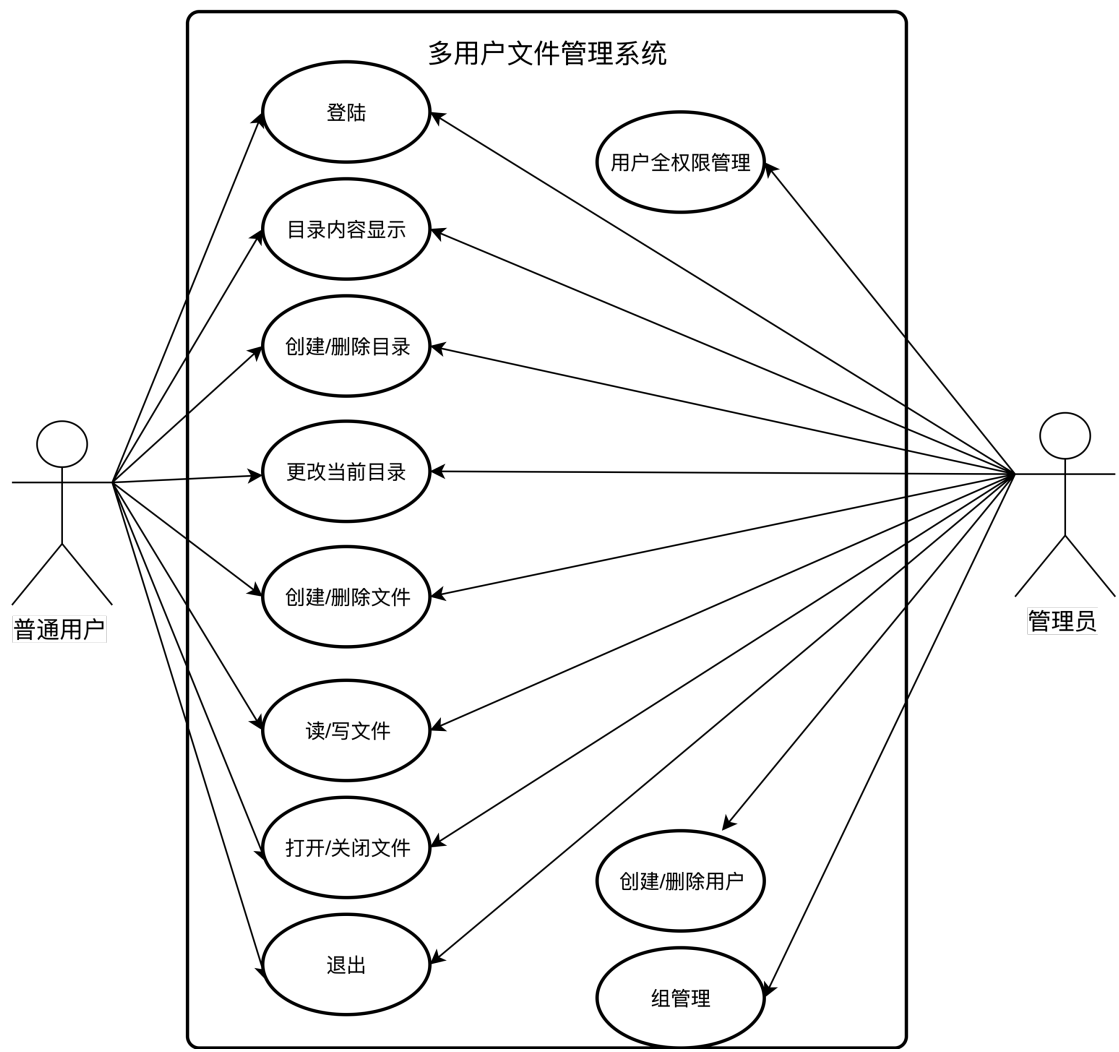 多用户文件管理系统
登陆
用户全权限管理
目录内容显示
创建/删除目录
更改当前目录
创建/删除文件
普通用户
管理员
读/写文件
打开/关闭文件
创建/删除用户
退出
组管理